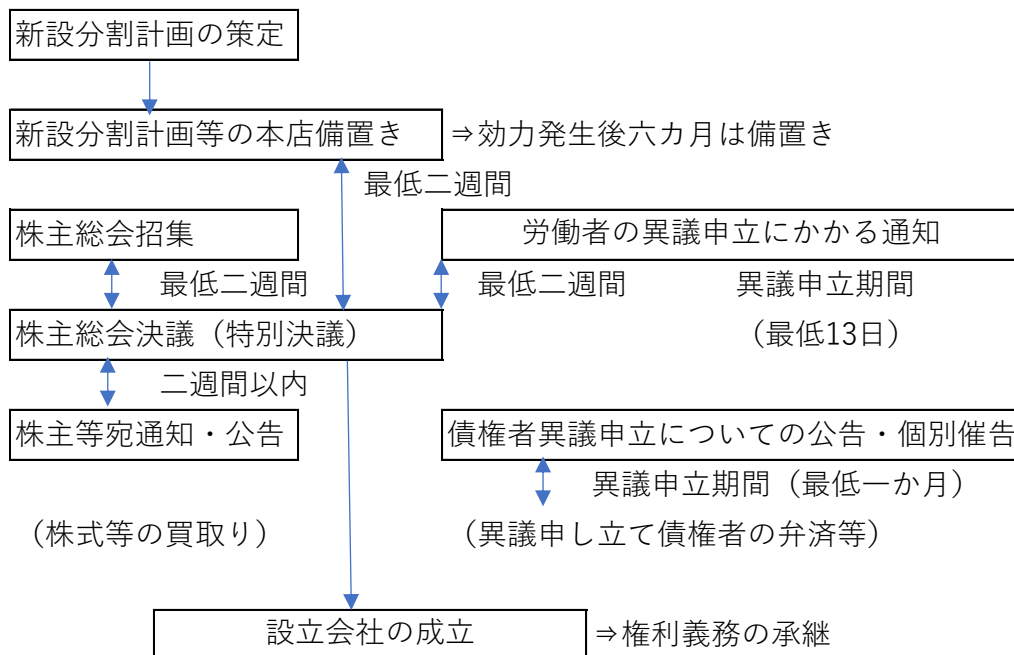 新設分割計画の策定
新設分割計画等の本店備置き ⇒効力発生後六カ月は備置き
最低二週間
株主総会招集 労働者の異議申立にかかる通知
最低二週間 最低二週間 異議申立期間
株主総会決議（特別決議） （最低13日）
二週間以内
株主等宛通知・公告 債権者異議申立についての公告・個別催告
異議申立期間（最低一か月）
（株式等の買取り） （異議申し立て債権者の弁済等）
設立会社の成立 ⇒権利義務の承継